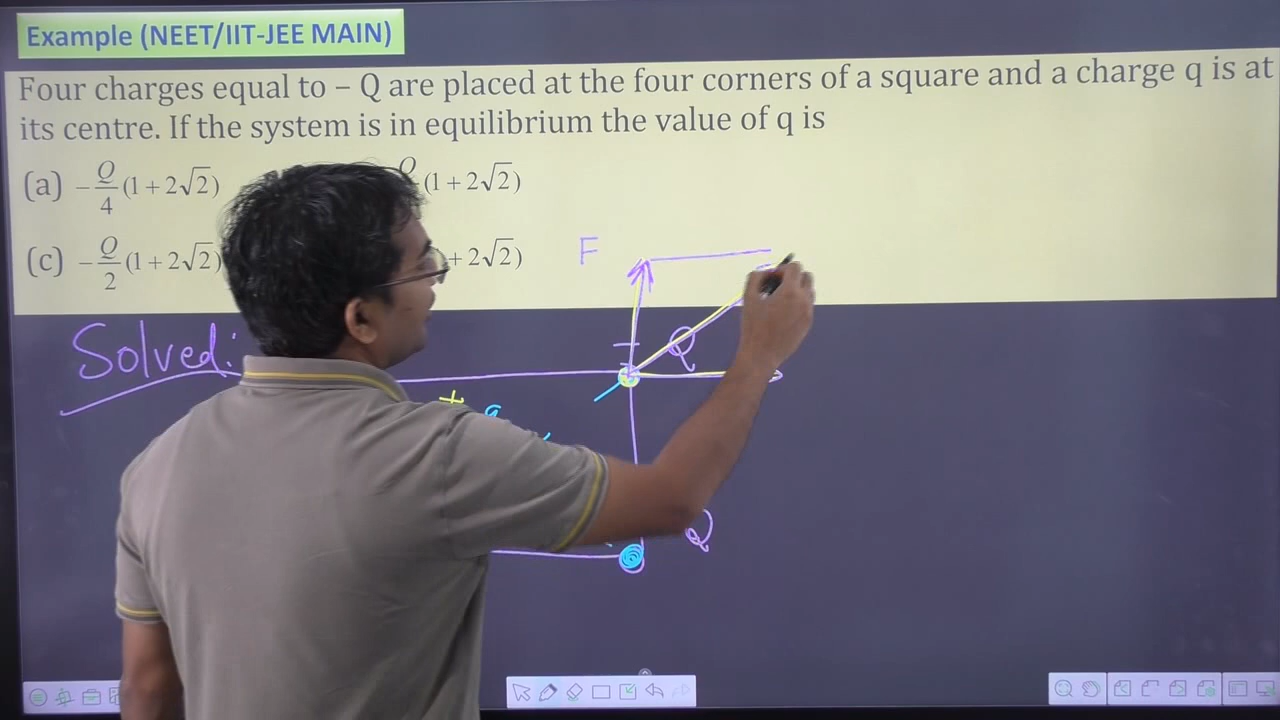 Example (NEET/IIT-JEE MAIN)
Four charges equal to – Q are placed at the four corners of a square and a charge q is at
its centre. If the system is in equilibrium the value of q is
(a) −Q/4(1+2√2) Q (1+2√2)
(c) −Q/2(1+2√2) +2√2)
F
Solved:
Q
+
Q